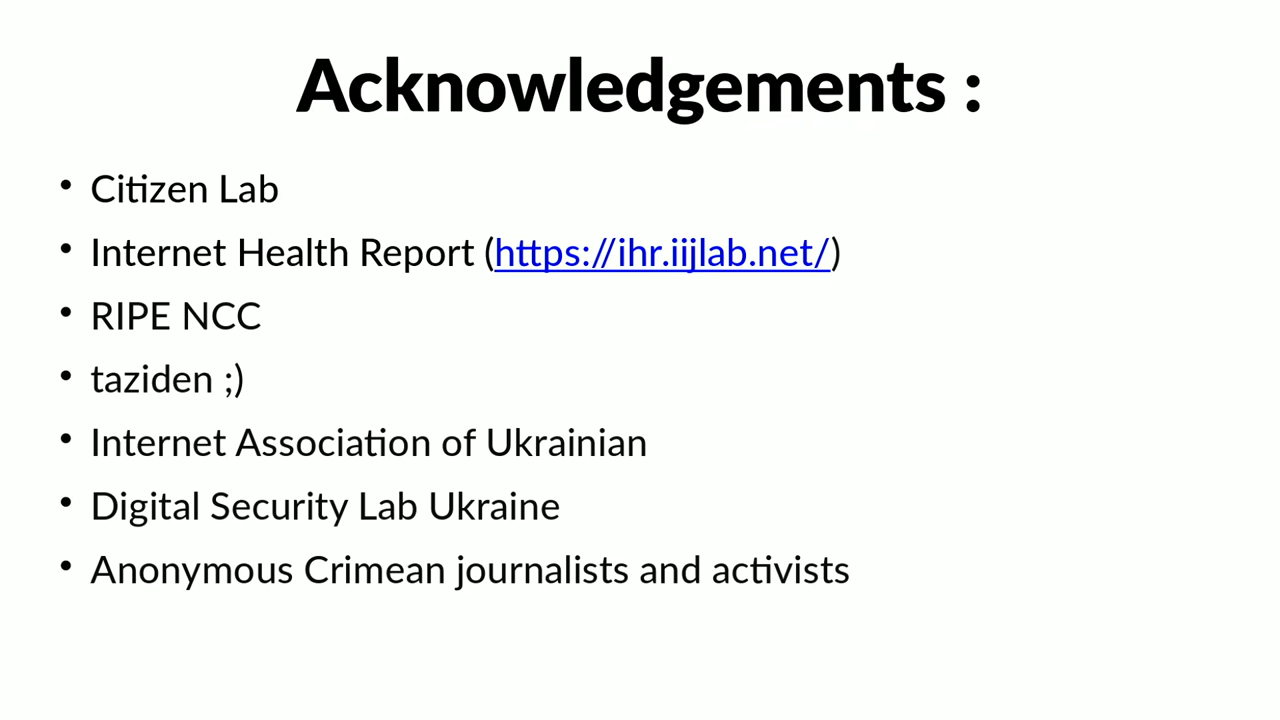 Acknowledgements :
• Citizen Lab
• Internet Health Report (https://ihr.iijlab.net/)
• RIPE NCC
• taziden ;)
• Internet Association of Ukrainian
• Digital Security Lab Ukraine
• Anonymous Crimean journalists and activists